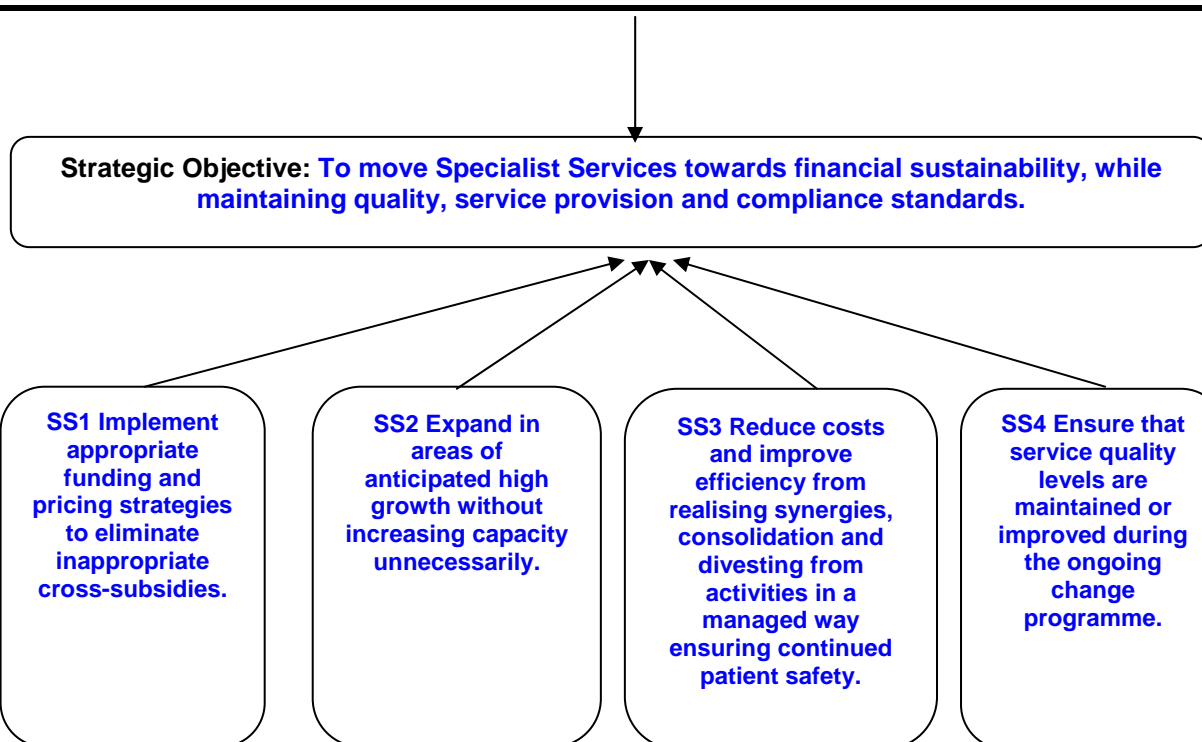 Strategic Objective: To move Specialist Services towards financial sustainability, while
maintaining quality, service provision and compliance standards.
SS1 Implement
appropriate
funding and
pricing strategies
to eliminate
inappropriate
cross-subsidies.
SS2 Expand in
areas of
anticipated high
growth without
increasing capacity
unnecessarily.
SS3 Reduce costs
and improve
efficiency from
realising synergies,
consolidation and
divesting from
activities in a
managed way
ensuring continued
patient safety.
SS4 Ensure that
service quality
levels are
maintained or
improved during
the ongoing
change
programme.